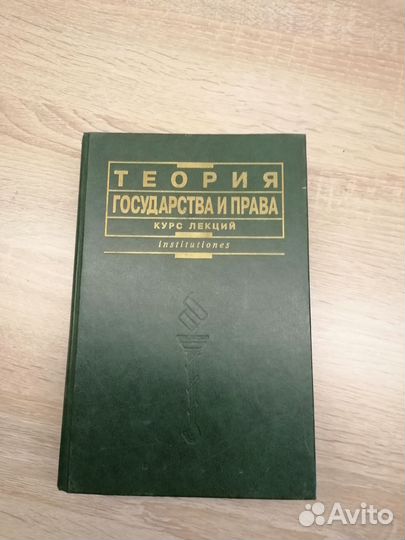 ТЕОРИЯ
ГОСУДАРСТВА И ПРАВА
КУРС ЛЕКЦИЙ
institutiones
Avito